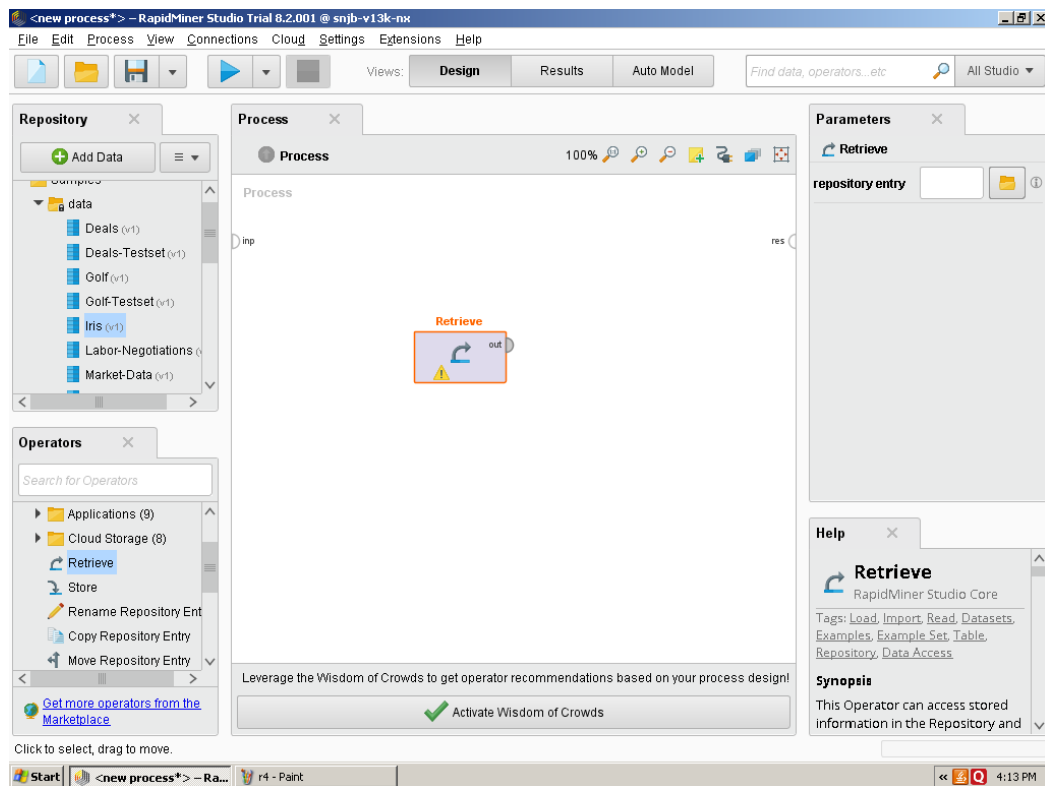 <new process*> – RapidMiner Studio Trial 8.2.001 @ snjb-v13k-nx
File Edit Process View Connections Cloud Settings Extensions Help
Views: Design Results Auto Model Find data, operators...etc All Studio
Repository
Add Data
Samples
data
Deals (v1)
Deals-Testset (v1)
Golf (v1)
Golf-Testset (v1)
Iris (v1)
Labor-Negotiations (v
Market-Data (v1)
Operators
Search for Operators
Applications (9)
Cloud Storage (8)
Retrieve
Store
Rename Repository Ent
Copy Repository Entry
Move Repository Entry
Get more operators from the
Marketplace
Process
Process 100%
Process
inp res
Retrieve
out
Leverage the Wisdom of Crowds to get operator recommendations based on your process design!
Activate Wisdom of Crowds
Parameters
Retrieve
repository entry
Help
Retrieve
RapidMiner Studio Core
Tags: Load, Import, Read, Datasets,
Examples, Example Set, Table,
Repository, Data Access
Synopsis
This Operator can access stored
information in the Repository and
Click to select, drag to move.
Start <new process*> – Ra... r4 - Paint « Q 4:13 PM